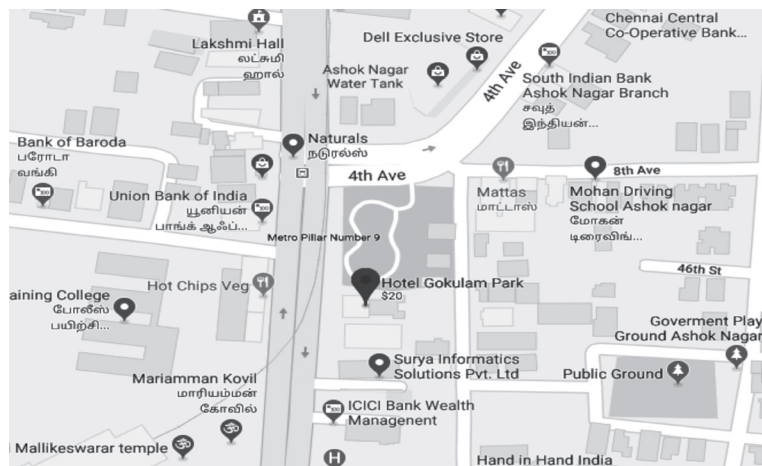 Chennai Central
Co-Operative Bank...
Dell Exclusive Store
Lakshmi Hall
லட்சுமி
ஹால்
Ashok Nagar
Water Tank
4th Ave
South Indian Bank
Ashok Nagar Branch
சவுத்
இந்தியன்...
Naturals
நடுரல்ஸ்
Bank of Baroda
பரோடா
வங்கி
4th Ave
8th Ave
Mattas
மாட்டாஸ்
Mohan Driving
School Ashok nagar
மோகன்
டிரைவிங்...
Union Bank of India
யூனியன்
பாங்க் ஆஃப்...
Metro Pillar Number 9
46th St
Hot Chips Veg
Hotel Gokulam Park
$20
aining College
போலீஸ்
பயிற்சி...
Goverment Play
Ground Ashok Nagar
Surya Informatics
Solutions Pvt. Ltd
Public Ground
Mariamman Kovil
மாரியம்மன்
கோவில்
ICICI Bank Wealth
Managenent
i Mallikeswarar temple
H
Hand in Hand India